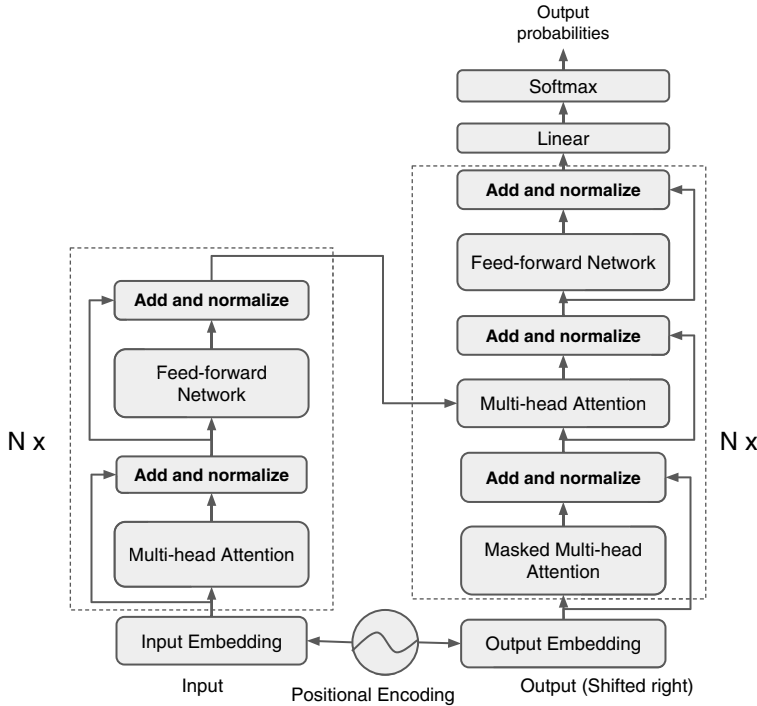 Output
probabilities
Softmax
Linear
Add and normalize
Feed-forward Network
Add and normalize
Multi-head Attention
Add and normalize
Masked Multi-head
Attention
Output Embedding
Output (Shifted right)
N x
Add and normalize
Feed-forward
Network
Add and normalize
Multi-head Attention
Input Embedding
Input
N x
Positional Encoding